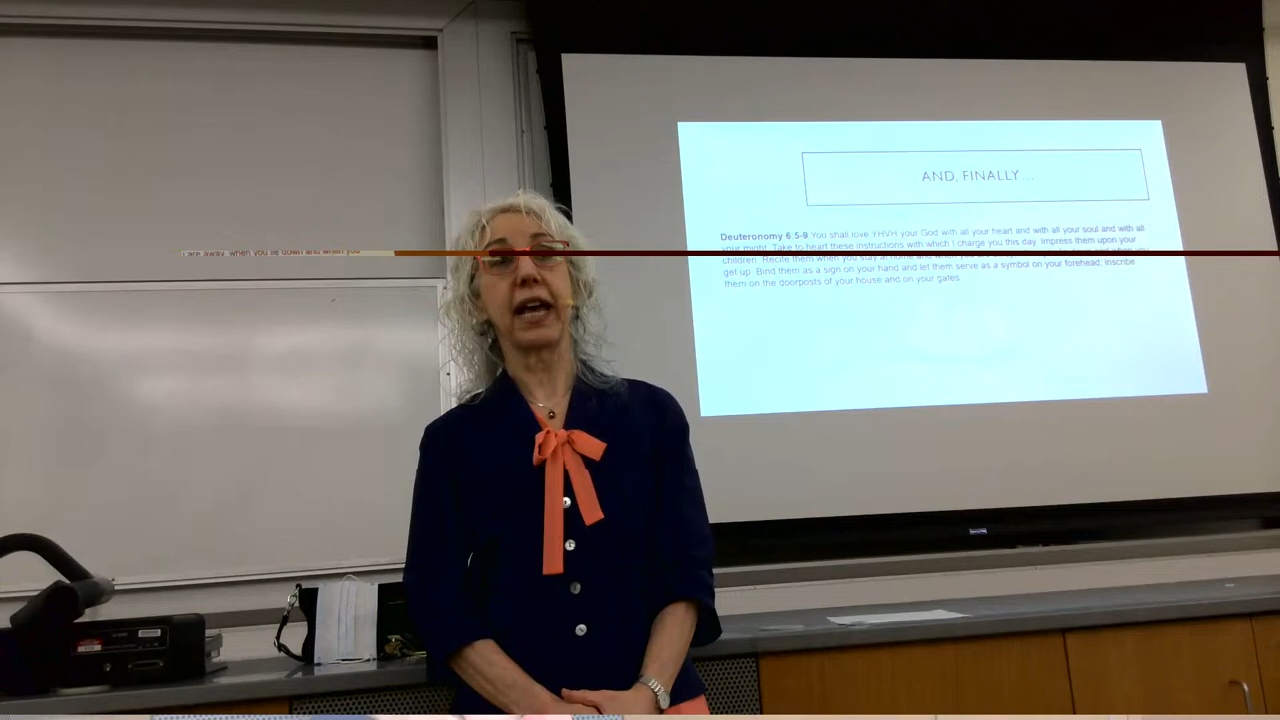 AND, FINALLY...
Deuteronomy 6:5-9 You shall love YHVH your God with all your heart and with all your soul and with all
your might. Take to heart these instructions with which I charge you this day. Impress them upon your
children. Recite them when you stay at home and when you
get up. Bind them as a sign on your hand and let them serve as a symbol on your forehead; inscribe
them on the doorposts of your house and on your gates.
are away, when you lie down and when you